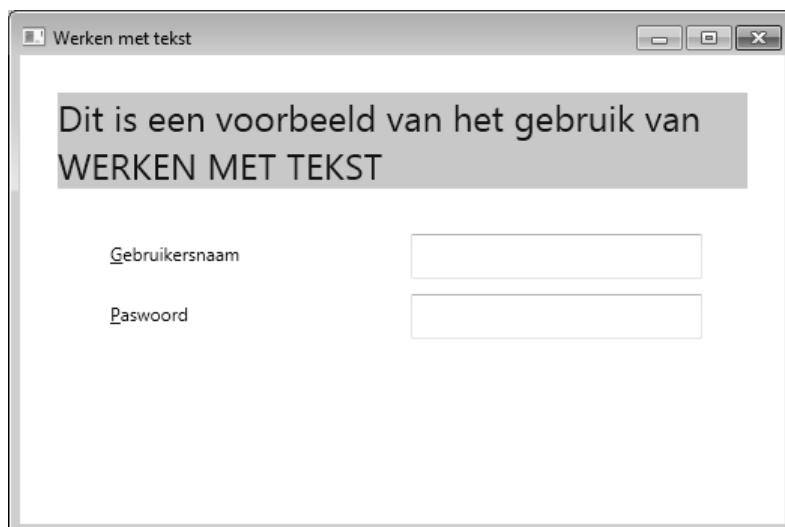 Werken met tekst
Dit is een voorbeeld van het gebruik van
WERKEN MET TEKST
Gebruikersnaam
Paswoord